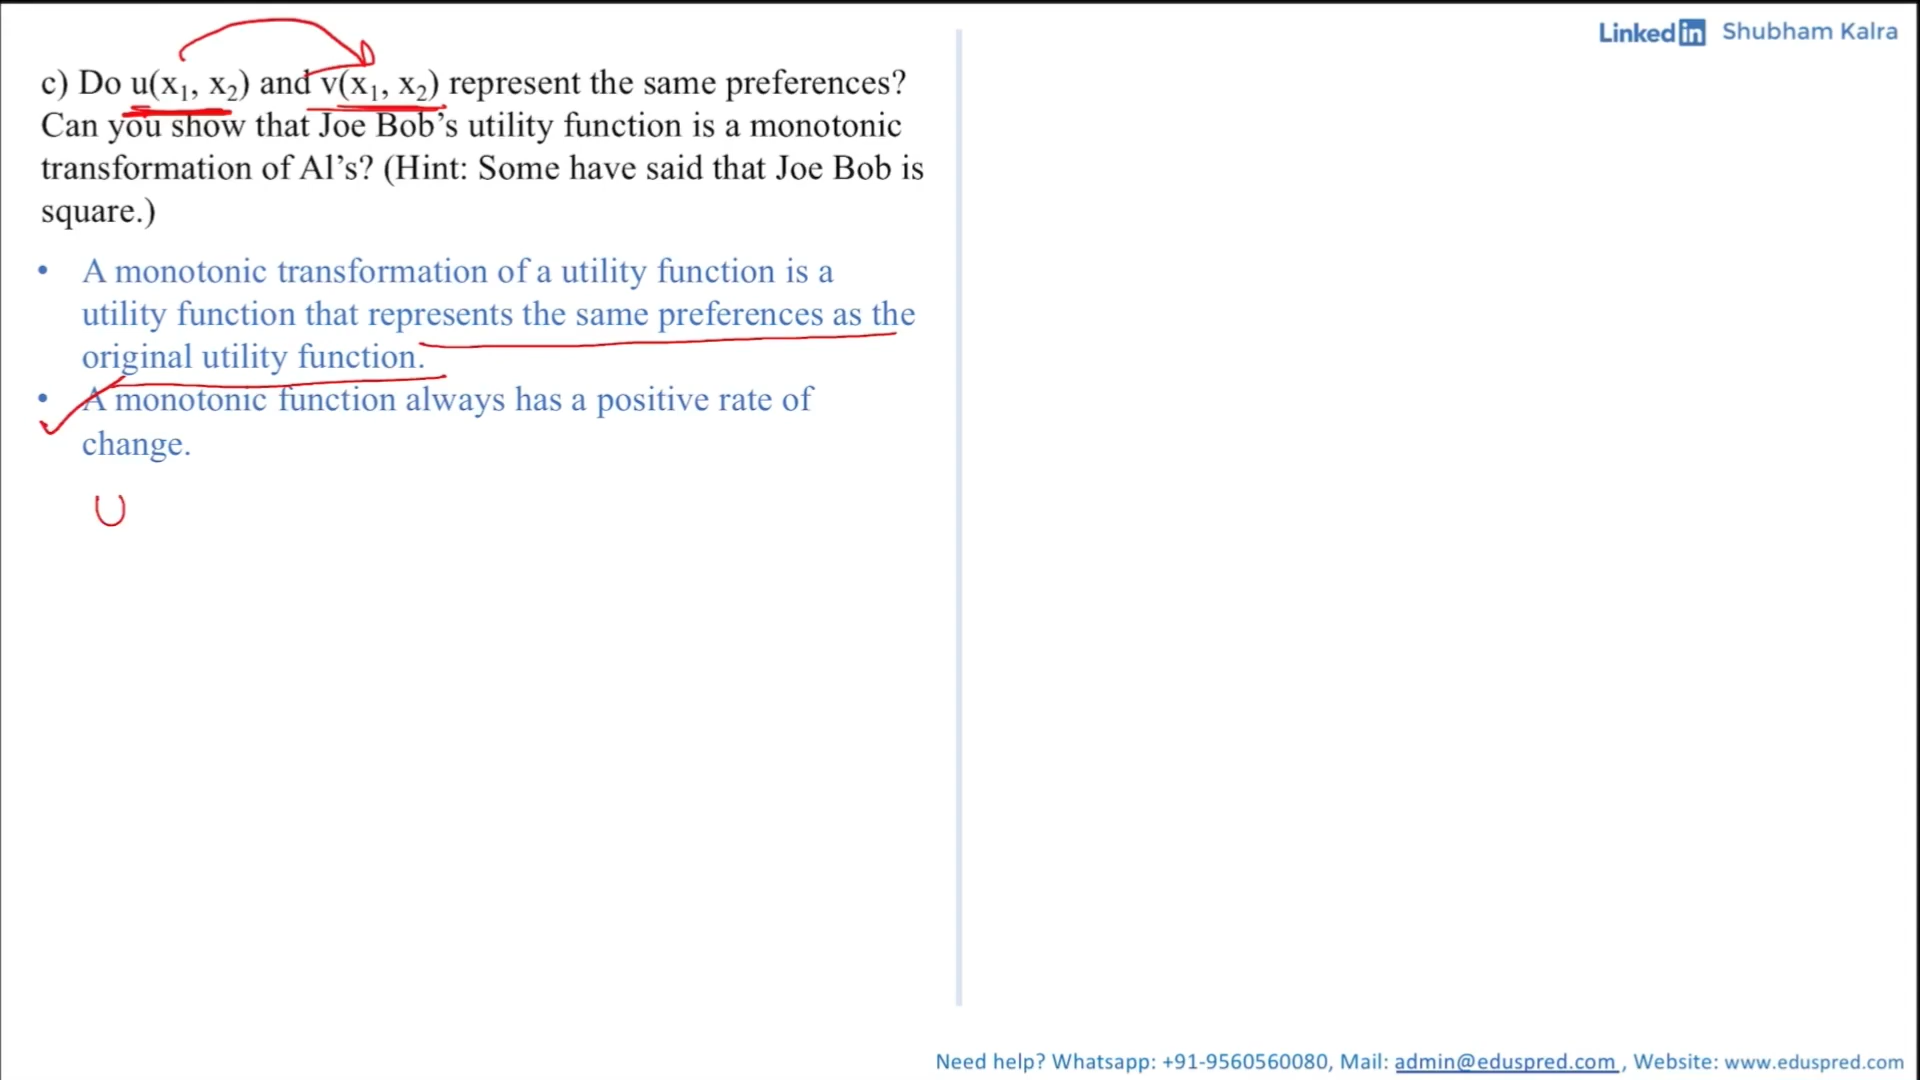 Linkedin Shubham Kalra
c) Do u(x₁, x₂) and v(x₁, x₂) represent the same preferences?
Can you show that Joe Bob’s utility function is a monotonic
transformation of Al’s? (Hint: Some have said that Joe Bob is
square.)
• A monotonic transformation of a utility function is a
utility function that represents the same preferences as the
original utility function.
• A monotonic function always has a positive rate of
change.
U
Need help? Whatsapp: +91-9560560080, Mail: admin@eduspred.com , Website: www.eduspred.com